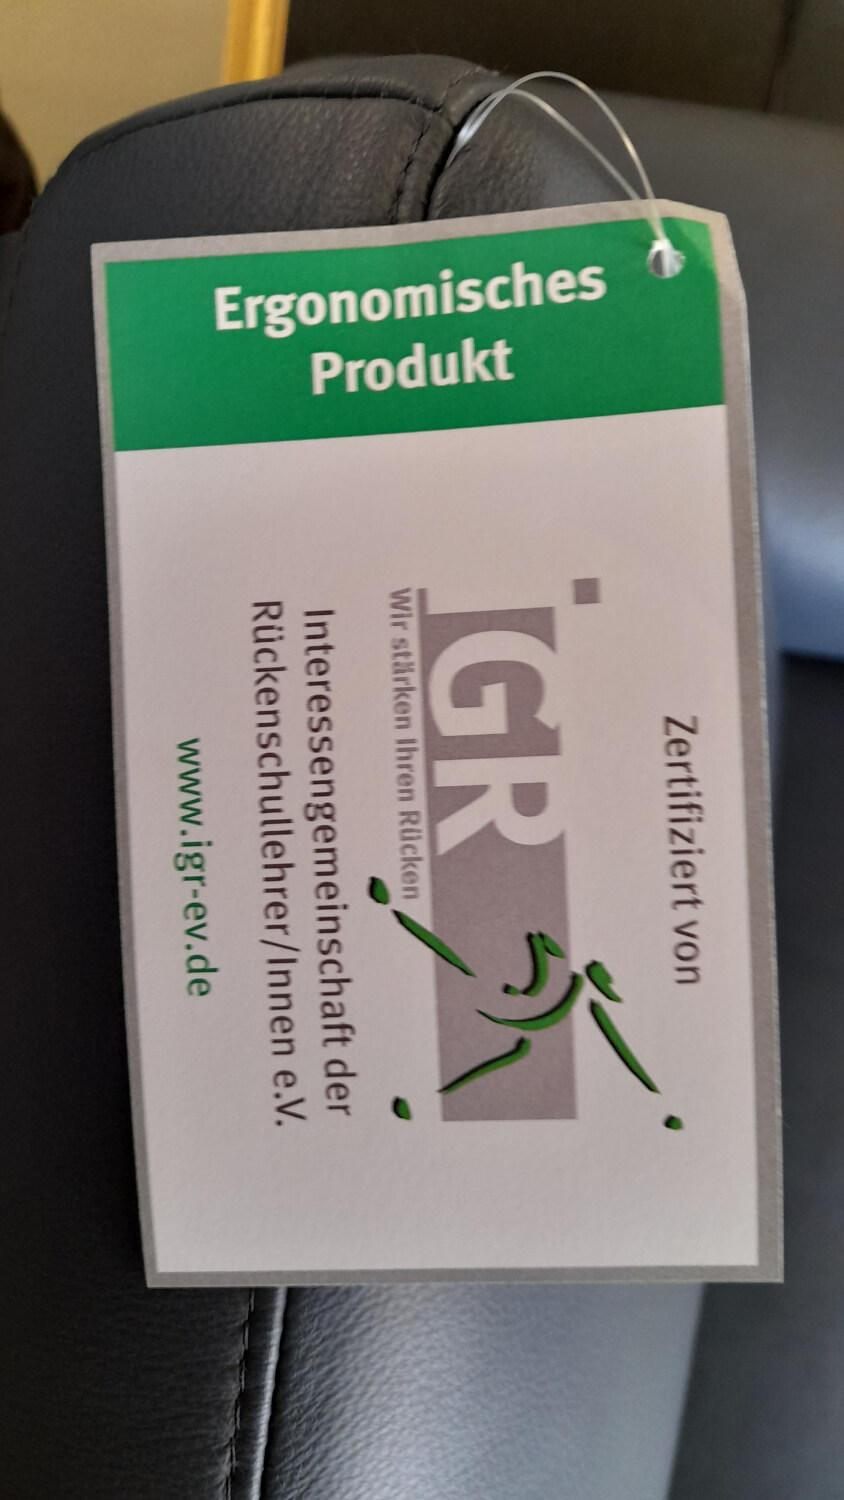 Ergonomisches
Produkt
Zertifiziert von
IGR
Wir stärken Ihren Rücken
Interessengemeinschaft der
Rückenschullehrer/Innen e.V.
www.igr-ev.de